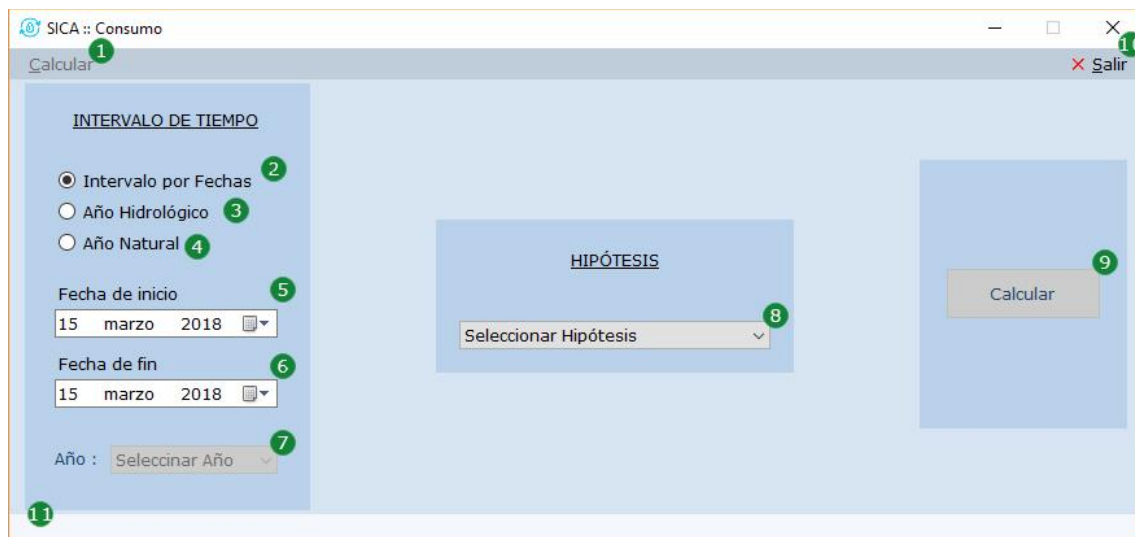 SICA :: Consumo
1
10
Calcular
Salir
INTERVALO DE TIEMPO
Intervalo por Fechas 2
Año Hidrológico 3
Año Natural 4
Fecha de inicio 5
15 marzo 2018
Fecha de fin 6
15 marzo 2018
7
Año : Seleccinar Año
HIPÓTESIS
8
Seleccionar Hipótesis
9
Calcular
11